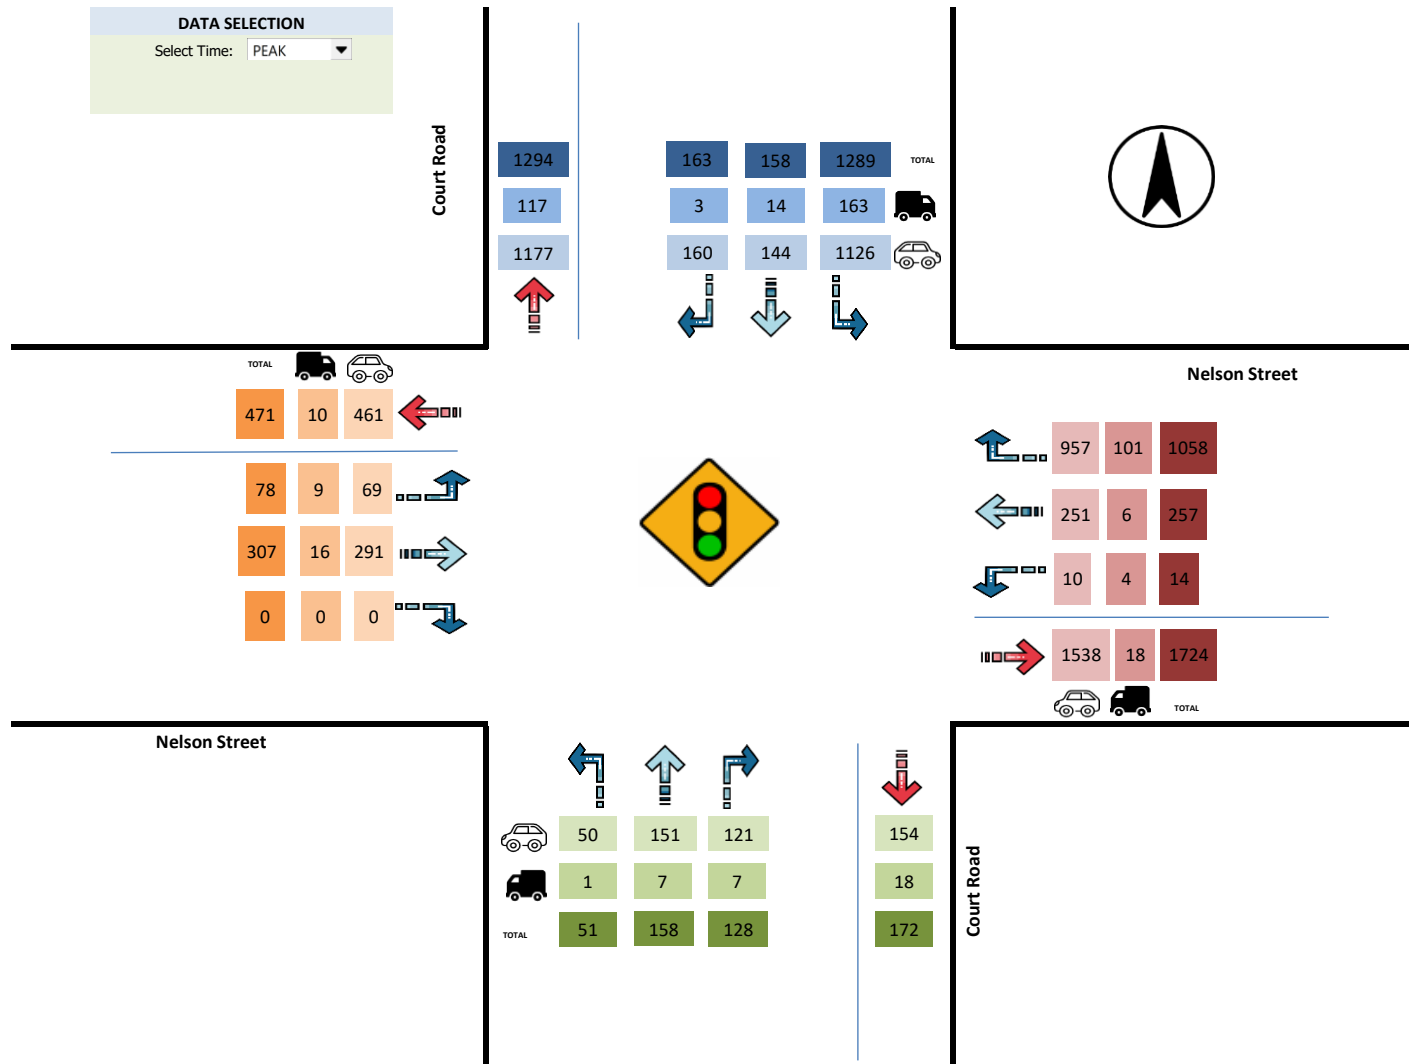 DATA SELECTION
Select Time: PEAK
Court Road
1294 163 158 1289 TOTAL
117 3 14 163
1177 160 144 1126
TOTAL
471 10 461
78 9 69
307 16 291
0 0 0
Nelson Street
957 101 1058
251 6 257
10 4 14
1538 18 1724
TOTAL
Nelson Street
50 151 121 154
1 7 7 18
TOTAL 51 158 128 172
Court Road